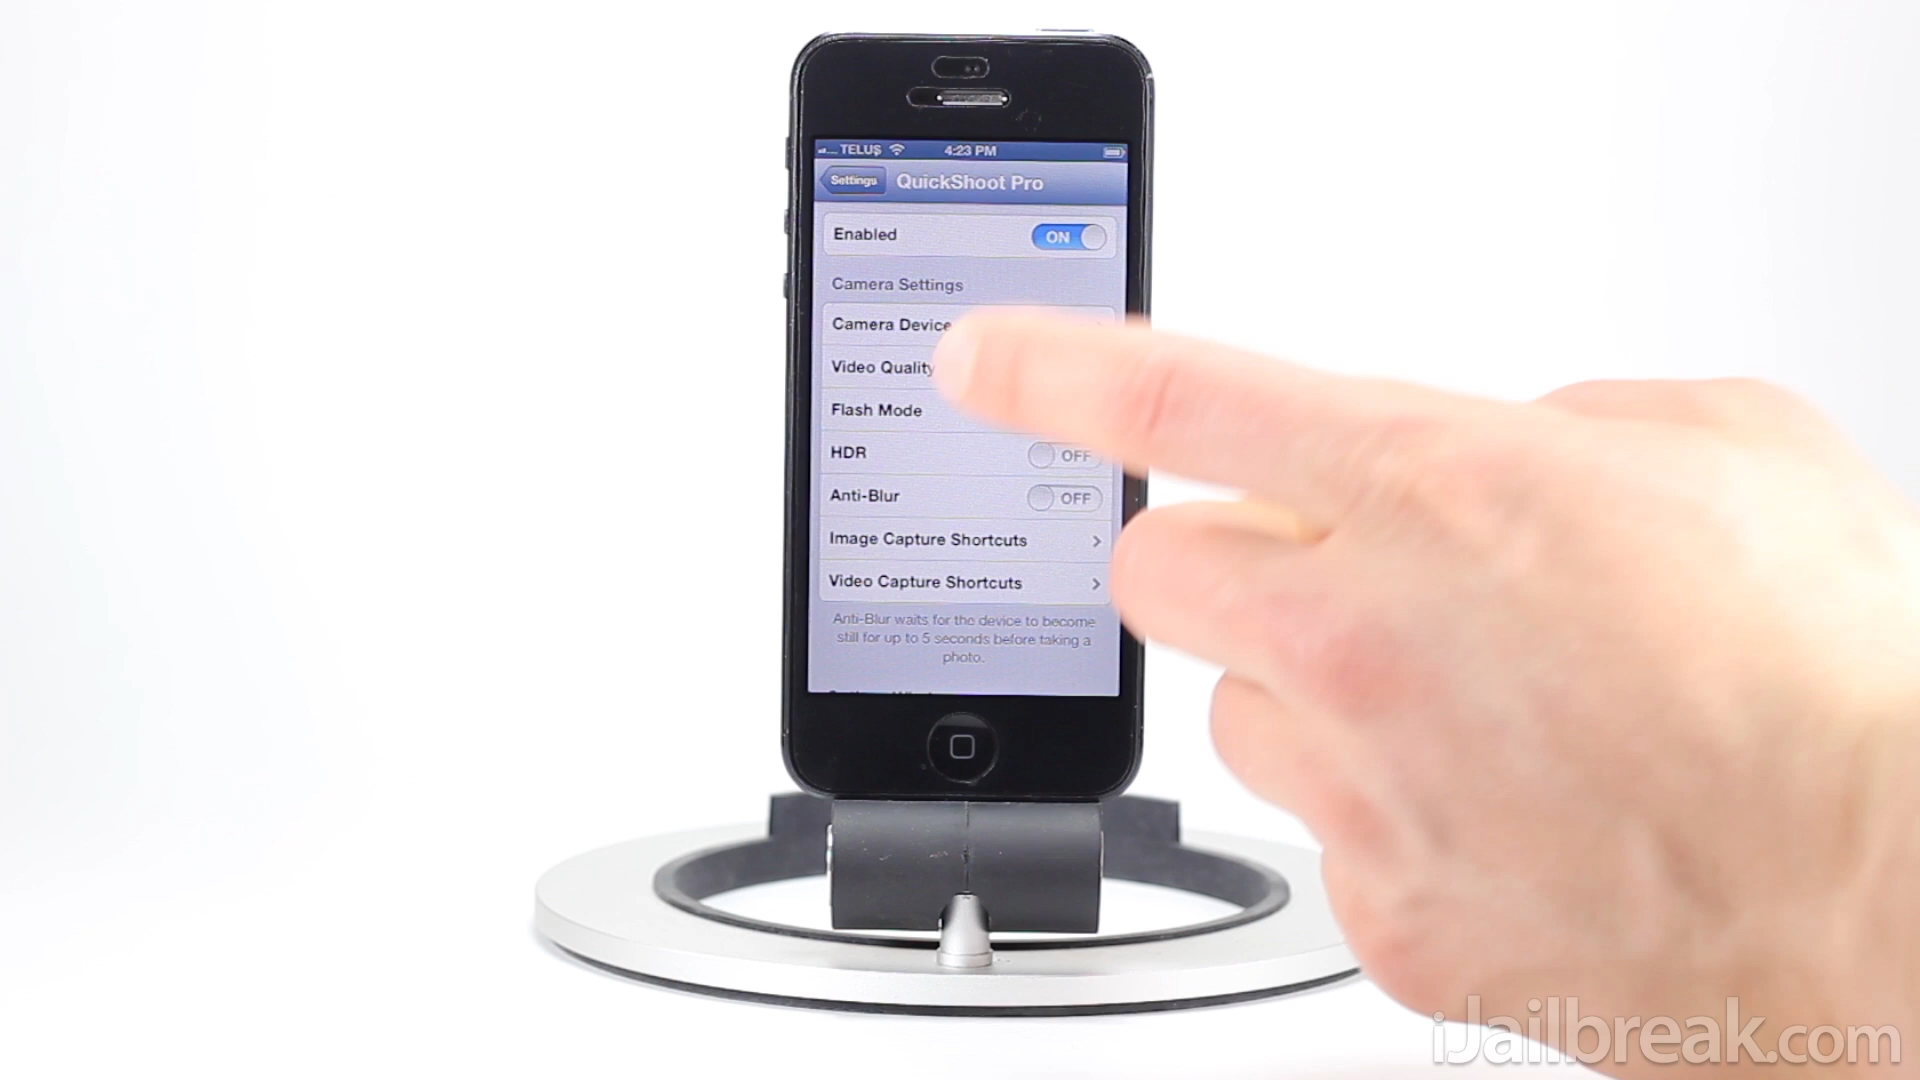 TELU$ 4:23 PM
Settings QuickShoot Pro
Enabled ON
Camera Settings
Camera Device
Video Quality
Flash Mode
HDR OFF
Anti-Blur OFF
Image Capture Shortcuts
Video Capture Shortcuts
Anti-Blur waits for the device to become
still for up to 5 seconds before taking a
photo.
iJailbreak.com